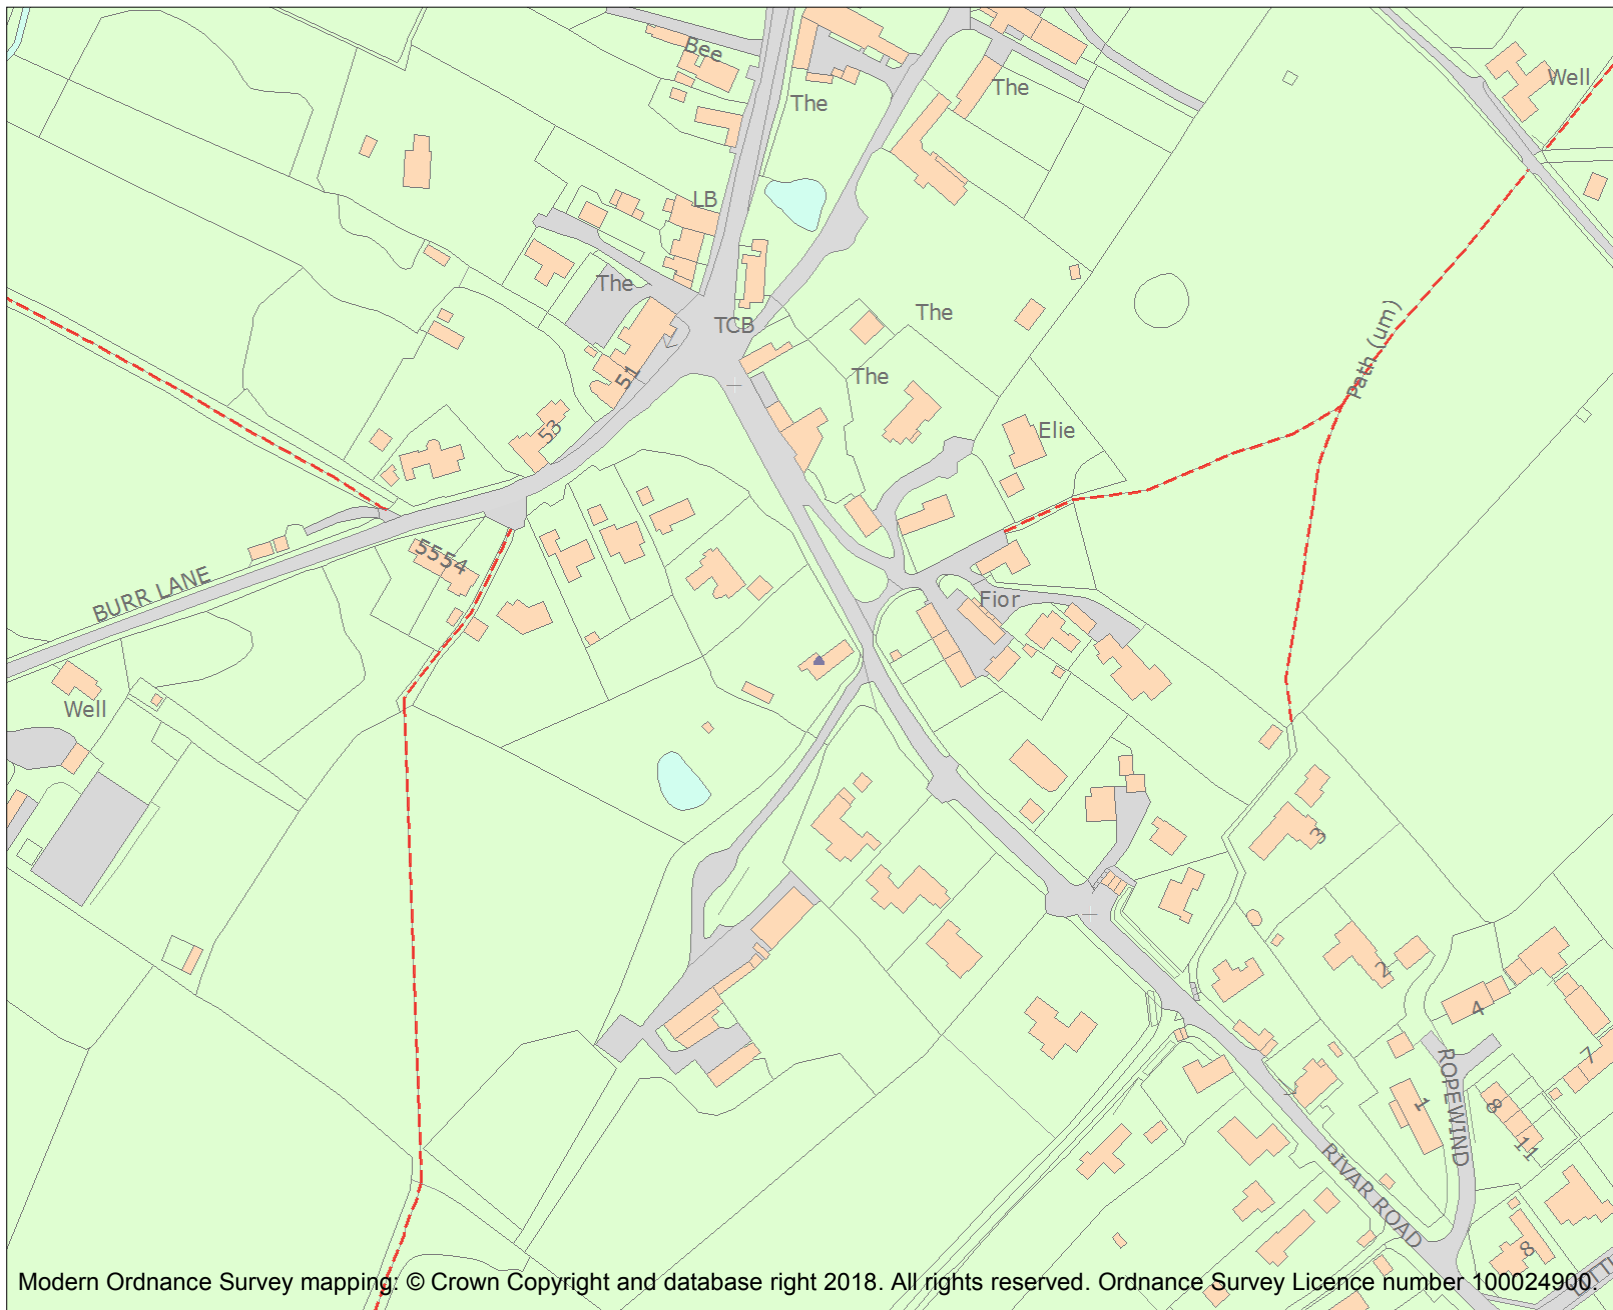 Bee
The
The
Well
LB
The
The
TCB
Path (um)
The
51
53
Elie
5554
BURR LANE
Fior
Well
3
2
4
7
ROPEWIND
1
8
11
RIVAR ROAD
8
Modern Ordnance Survey mapping: © Crown Copyright and database right 2018. All rights reserved. Ordnance Survey Licence number 100024900.